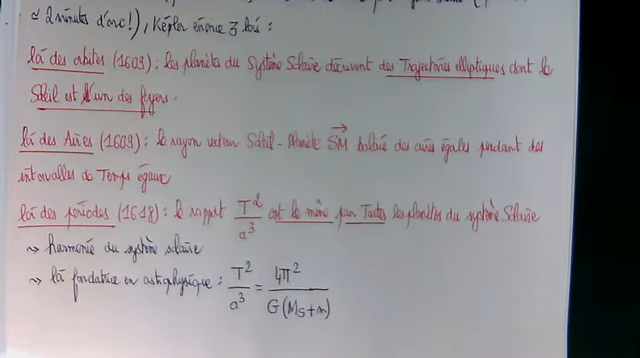 ≃ 2 minutes d'arc!), Képler énonce 3 lois :
loi des orbites (1609) : les planètes du Système Solaire décrivent des Trajectoires elliptiques dont le
Soleil est l'un des foyers.
loi des Aires (1609) : le rayon vecteur Soleil-Planète SM→ balaie des aires égales pendant des
intervalles de Temps égaux
loi des périodes (1618) : le rapport T²/a³ est le même pour Toutes les planètes du système Solaire
↝ harmonie du système solaire
↝ loi fondatrice en astrophysique : T²/a³ = 4π²/G(Ms+m)